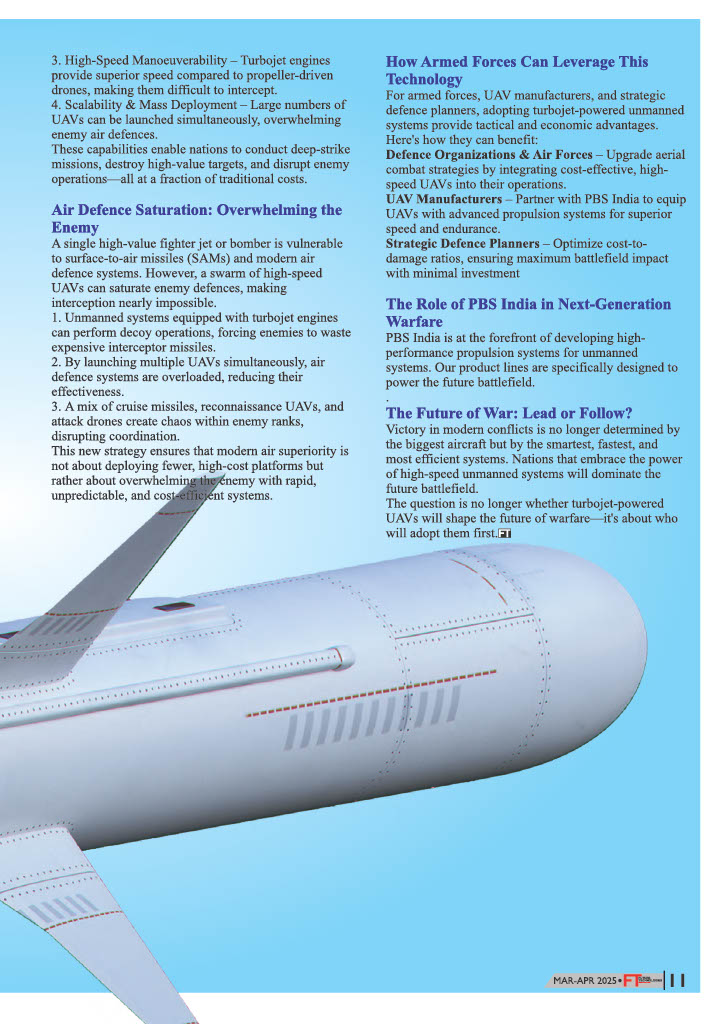 3. High-Speed Manoeuverability – Turbojet engines
provide superior speed compared to propeller-driven
drones, making them difficult to intercept.
4. Scalability & Mass Deployment – Large numbers of
UAVs can be launched simultaneously, overwhelming
enemy air defences.
These capabilities enable nations to conduct deep-strike
missions, destroy high-value targets, and disrupt enemy
operations—all at a fraction of traditional costs.
Air Defence Saturation: Overwhelming the
Enemy
A single high-value fighter jet or bomber is vulnerable
to surface-to-air missiles (SAMs) and modern air
defence systems. However, a swarm of high-speed
UAVs can saturate enemy defences, making
interception nearly impossible.
1. Unmanned systems equipped with turbojet engines
can perform decoy operations, forcing enemies to waste
expensive interceptor missiles.
2. By launching multiple UAVs simultaneously, air
defence systems are overloaded, reducing their
effectiveness.
3. A mix of cruise missiles, reconnaissance UAVs, and
attack drones create chaos within enemy ranks,
disrupting coordination.
This new strategy ensures that modern air superiority is
not about deploying fewer, high-cost platforms but
rather about overwhelming the enemy with rapid,
unpredictable, and cost-efficient systems.
How Armed Forces Can Leverage This
Technology
For armed forces, UAV manufacturers, and strategic
defence planners, adopting turbojet-powered unmanned
systems provide tactical and economic advantages.
Here's how they can benefit:
Defence Organizations & Air Forces – Upgrade aerial
combat strategies by integrating cost-effective, high-
speed UAVs into their operations.
UAV Manufacturers – Partner with PBS India to equip
UAVs with advanced propulsion systems for superior
speed and endurance.
Strategic Defence Planners – Optimize cost-to-
damage ratios, ensuring maximum battlefield impact
with minimal investment
The Role of PBS India in Next-Generation
Warfare
PBS India is at the forefront of developing high-
performance propulsion systems for unmanned
systems. Our product lines are specifically designed to
power the future battlefield.
.
The Future of War: Lead or Follow?
Victory in modern conflicts is no longer determined by
the biggest aircraft but by the smartest, fastest, and
most efficient systems. Nations that embrace the power
of high-speed unmanned systems will dominate the
future battlefield.
The question is no longer whether turbojet-powered
UAVs will shape the future of warfare—it's about who
will adopt them first. FT
MAR-APR 2025• FT 11